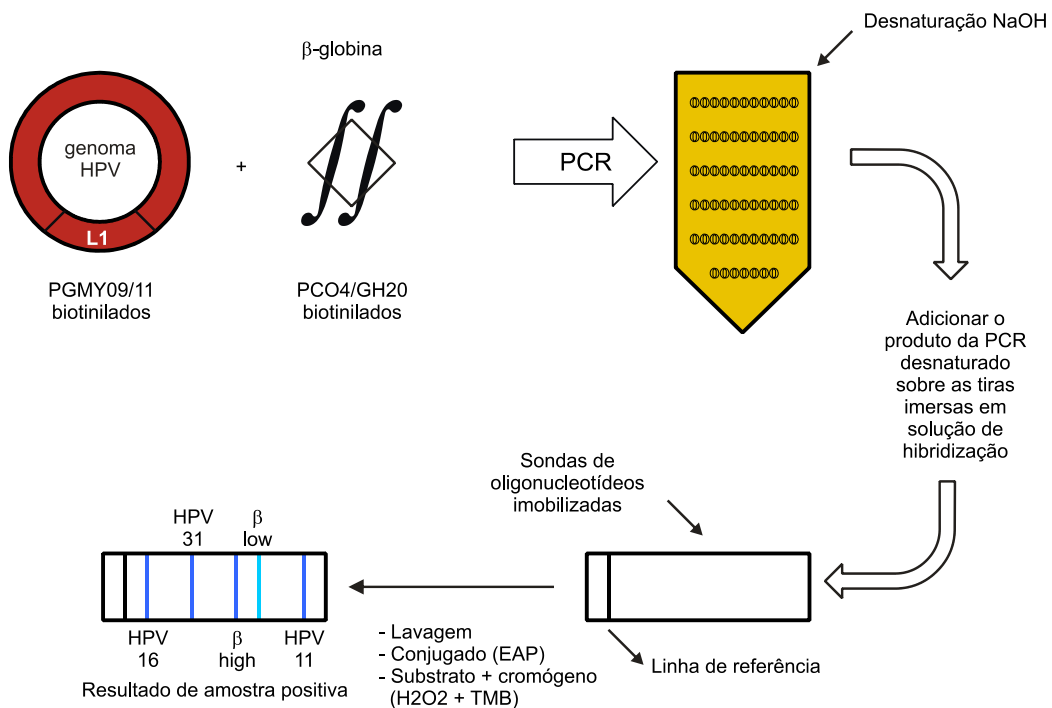 Desnaturação NaOH
β-globina
genoma
HPV
+
L1
PCR
PGMY09/11
biotinilados
PCO4/GH20
biotinilados
Adicionar o
produto da PCR
desnaturado
sobre as tiras
imersas em
solução de
hibridização
Sondas de
oligonucleotídeos
imobilizadas
Linha de referência
- Lavagem
- Conjugado (EAP)
- Substrato + cromógeno
(H2O2 + TMB)
HPV
31
β
low
HPV
16
β
high
HPV
11
Resultado de amostra positiva